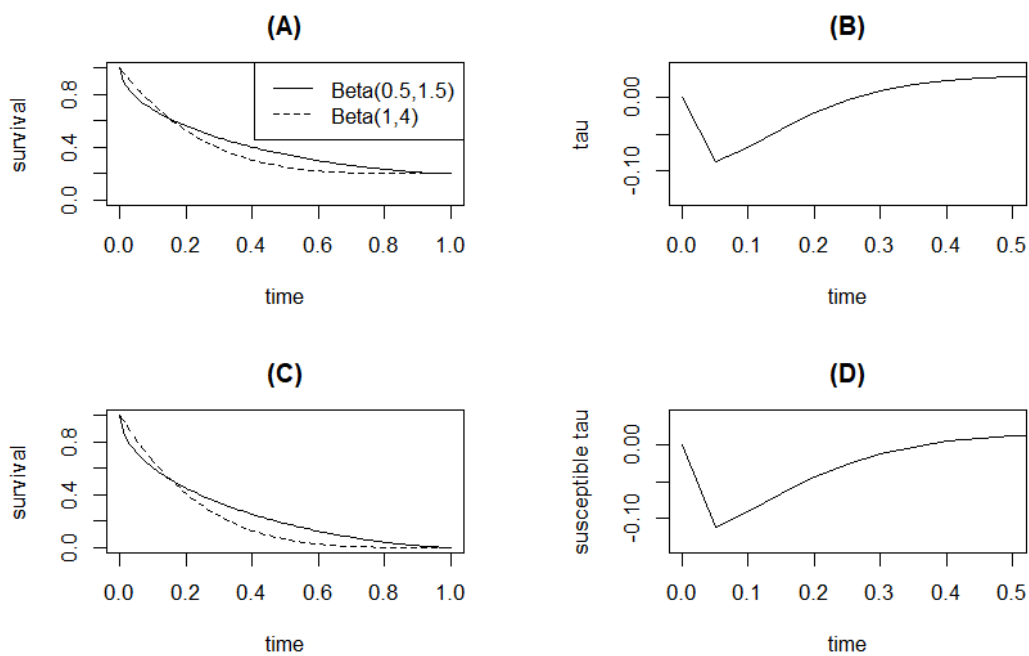 (A)
survival
0.0 0.4 0.8
Beta(0.5,1.5)
Beta(1,4)
0.0 0.2 0.4 0.6 0.8 1.0
time
(B)
tau
-0.10 0.00
0.0 0.1 0.2 0.3 0.4 0.5
time
(C)
survival
0.0 0.4 0.8
0.0 0.2 0.4 0.6 0.8 1.0
time
(D)
susceptible tau
-0.10 0.00
0.0 0.1 0.2 0.3 0.4 0.5
time